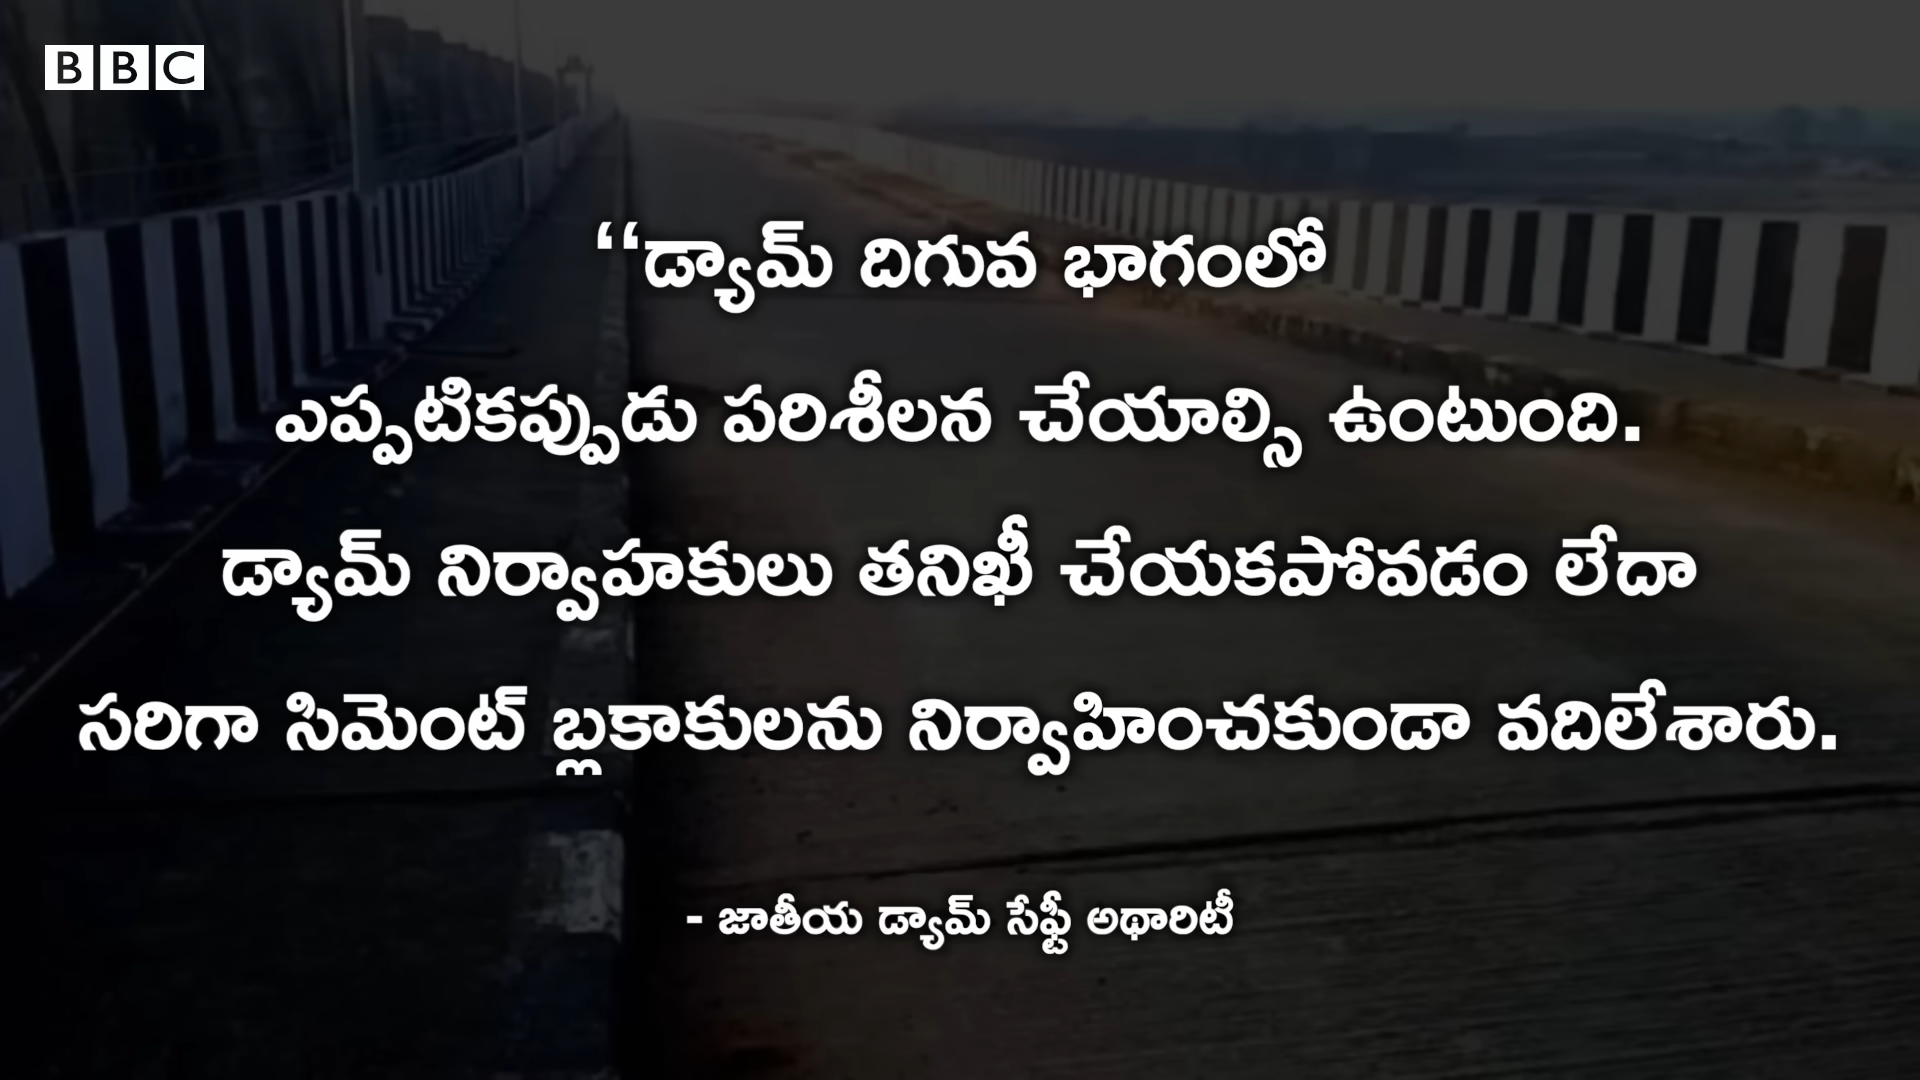 BBC
“డ్యామ్ దిగువ భాగంలో
ఎప్పటికప్పుడు పరిశీలన చేయాల్సి ఉంటుంది.
డ్యామ్ నిర్వాహకులు తనిఖీ చేయకపోవడం లేదా
సరిగా సిమెంట్ బ్లకాకులను నిర్వాహించకుండా వదిలేశారు.
- జాతీయ డ్యామ్ సేఫ్టీ అథారిటీ